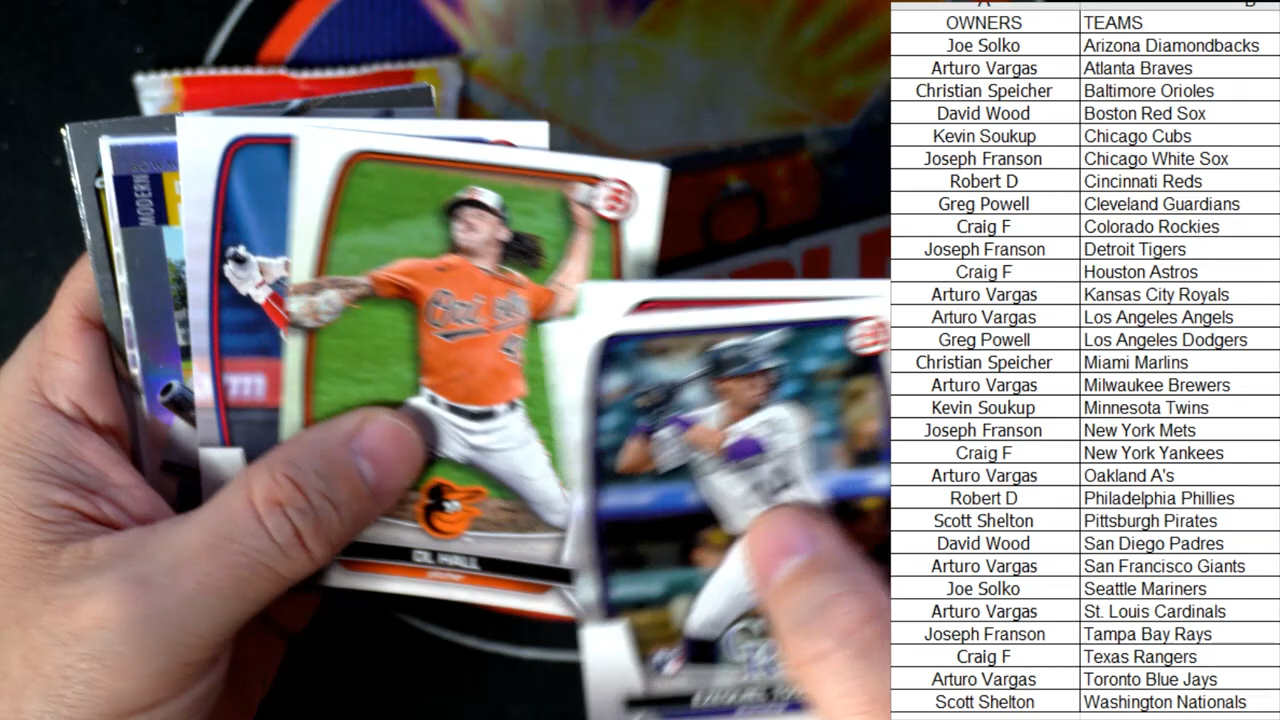 OWNERS TEAMS
Joe Solko Arizona Diamondbacks
Arturo Vargas Atlanta Braves
Christian Speicher Baltimore Orioles
David Wood Boston Red Sox
Kevin Soukup Chicago Cubs
Joseph Franson Chicago White Sox
Robert D Cincinnati Reds
Greg Powell Cleveland Guardians
Craig F Colorado Rockies
Joseph Franson Detroit Tigers
Craig F Houston Astros
Arturo Vargas Kansas City Royals
Arturo Vargas Los Angeles Angels
Greg Powell Los Angeles Dodgers
Christian Speicher Miami Marlins
Arturo Vargas Milwaukee Brewers
Kevin Soukup Minnesota Twins
Joseph Franson New York Mets
Craig F New York Yankees
Arturo Vargas Oakland A's
Robert D Philadelphia Phillies
Scott Shelton Pittsburgh Pirates
David Wood San Diego Padres
Arturo Vargas San Francisco Giants
Joe Solko Seattle Mariners
Arturo Vargas St. Louis Cardinals
Joseph Franson Tampa Bay Rays
Craig F Texas Rangers
Arturo Vargas Toronto Blue Jays
Scott Shelton Washington Nationals
MODERN
DL HALL